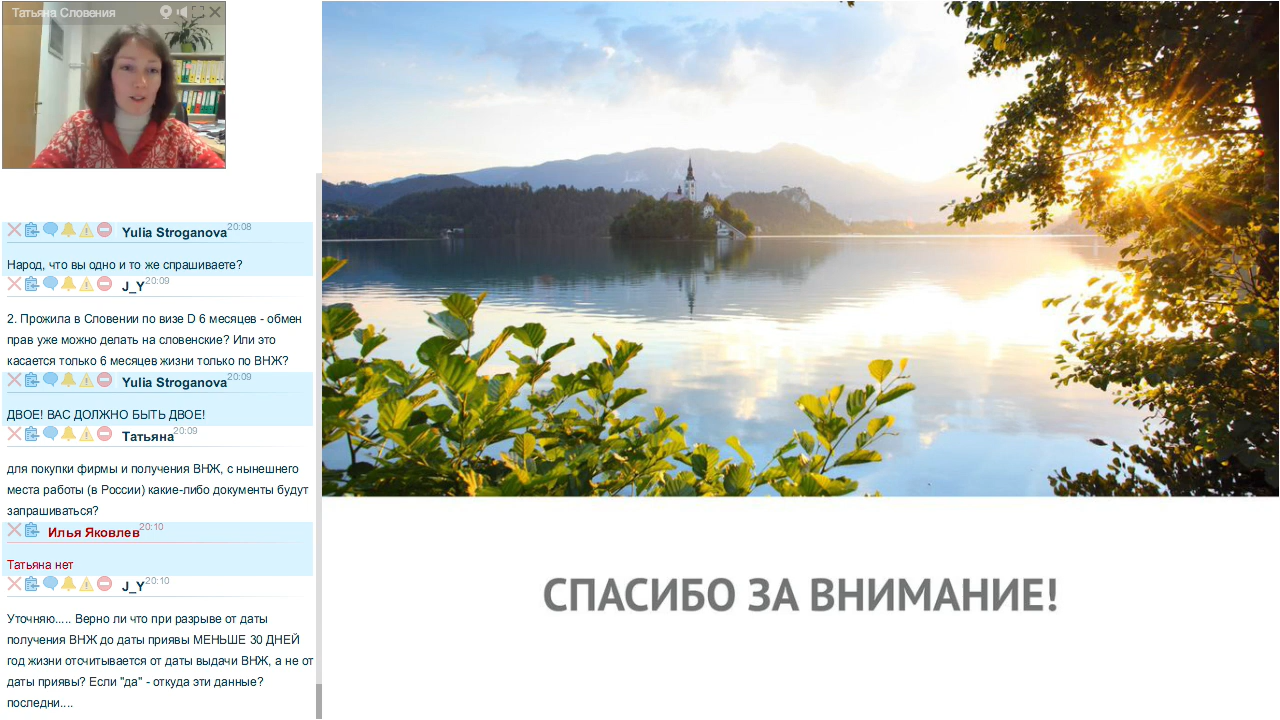 Татьяна Словения
Yulia Stroganova 20:08
Народ, что вы одно и то же спрашиваете?
J_Y 20:09
2. Прожила в Словении по визе D 6 месяцев - обмен
прав уже можно делать на словенские? Или это
касается только 6 месяцев жизни только по ВНЖ?
Yulia Stroganova 20:09
ДВОЕ! ВАС ДОЛЖНО БЫТЬ ДВОЕ!
Татьяна 20:09
для покупки фирмы и получения ВНЖ, с нынешнего
места работы (в России) какие-либо документы будут
запрашиваться?
Илья Яковлев 20:10
Татьяна нет
J_Y 20:10
Уточняю..... Верно ли что при разрыве от даты
получения ВНЖ до даты приявы МЕНЬШЕ 30 ДНЕЙ
год жизни отсчитывается от даты выдачи ВНЖ, а не от
даты приявы? Если "да" - откуда эти данные?
последни....
СПАСИБО ЗА ВНИМАНИЕ!